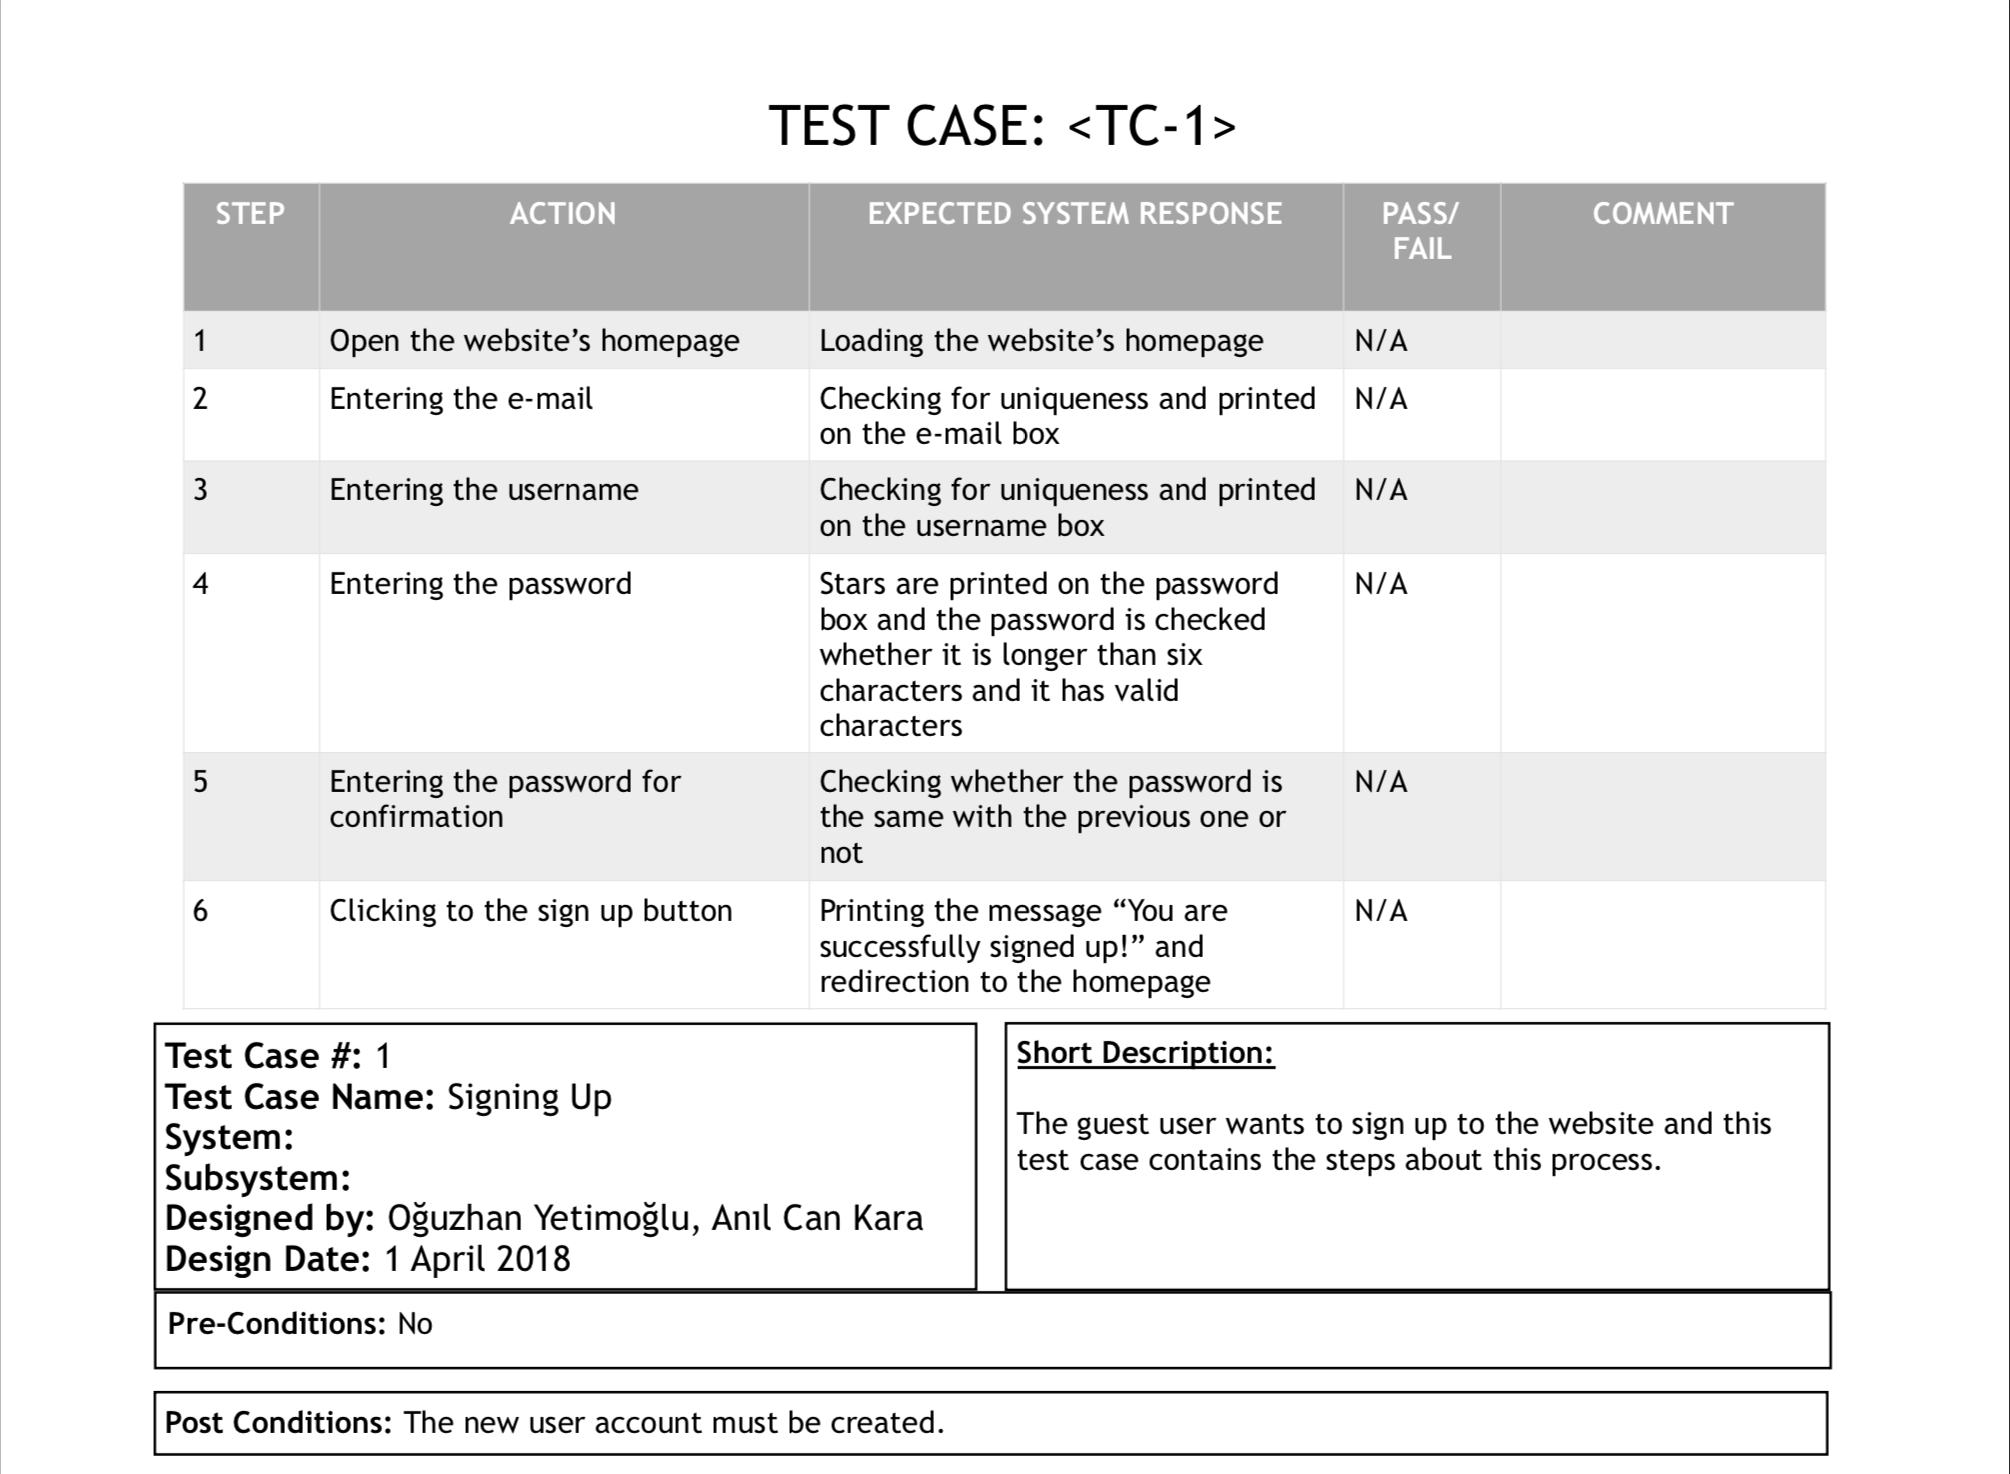 TEST CASE: <TC-1>
STEP ACTION EXPECTED SYSTEM RESPONSE PASS/ COMMENT
FAIL
1 Open the website’s homepage Loading the website’s homepage N/A
2 Entering the e-mail Checking for uniqueness and printed N/A
on the e-mail box
3 Entering the username Checking for uniqueness and printed N/A
on the username box
4 Entering the password Stars are printed on the password N/A
box and the password is checked
whether it is longer than six
characters and it has valid
characters
5 Entering the password for Checking whether the password is N/A
confirmation the same with the previous one or
not
6 Clicking to the sign up button Printing the message “You are N/A
successfully signed up!” and
redirection to the homepage
Test Case #: 1
Test Case Name: Signing Up
System:
Subsystem:
Designed by: Oğuzhan Yetimoğlu, Anıl Can Kara
Design Date: 1 April 2018
Short Description:
The guest user wants to sign up to the website and this
test case contains the steps about this process.
Pre-Conditions: No
Post Conditions: The new user account must be created.